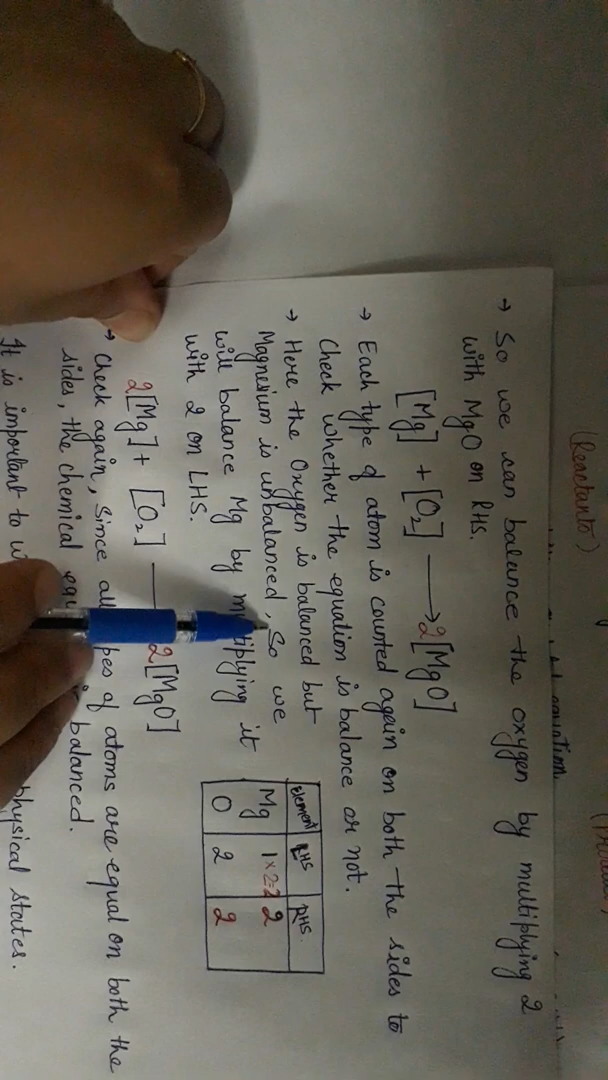 (Reactants)
→ So we can balance the oxygen by multiplying 2
with MgO on RHS.
[Mg] + [O₂] ⟶ 2[MgO]
→ Each type of atom is counted again on both the sides to
Check whether the equation is balance or not.
→ Here the Oxygen is balanced but
Magnesium is unbalanced, So we
will balance Mg by multiplying it
with 2 on LHS.
Element LHS RHS
Mg 1×2=2 2
O 2 2
2[Mg] + [O₂] — 2[MgO]
→ Check again, Since all of atoms are equal on both the
sides, the chemical balanced.
It is important to physical states.